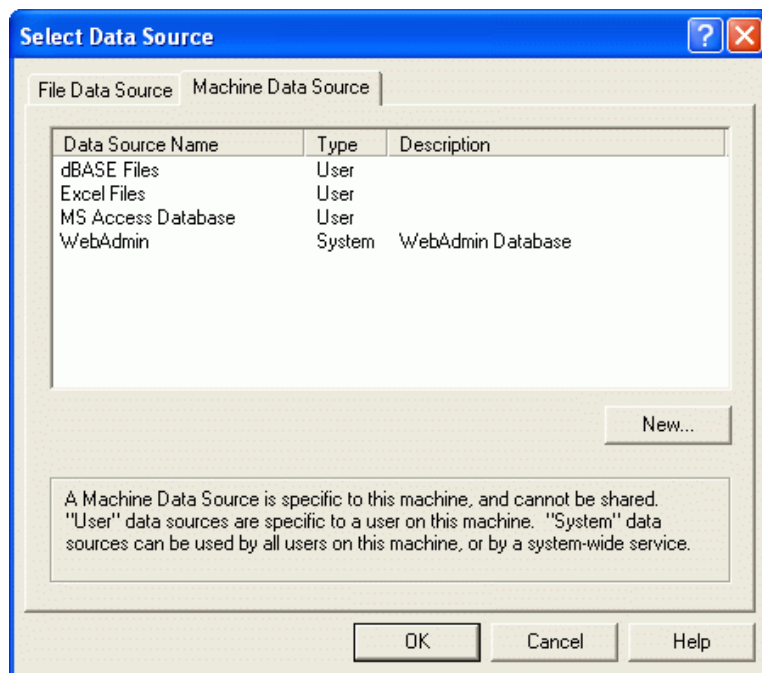 Select Data Source
File Data Source Machine Data Source
Data Source Name Type Description
dBASE Files User
Excel Files User
MS Access Database User
WebAdmin System WebAdmin Database
New...
A Machine Data Source is specific to this machine, and cannot be shared.
"User" data sources are specific to a user on this machine. "System" data
sources can be used by all users on this machine, or by a system-wide service.
OK Cancel Help